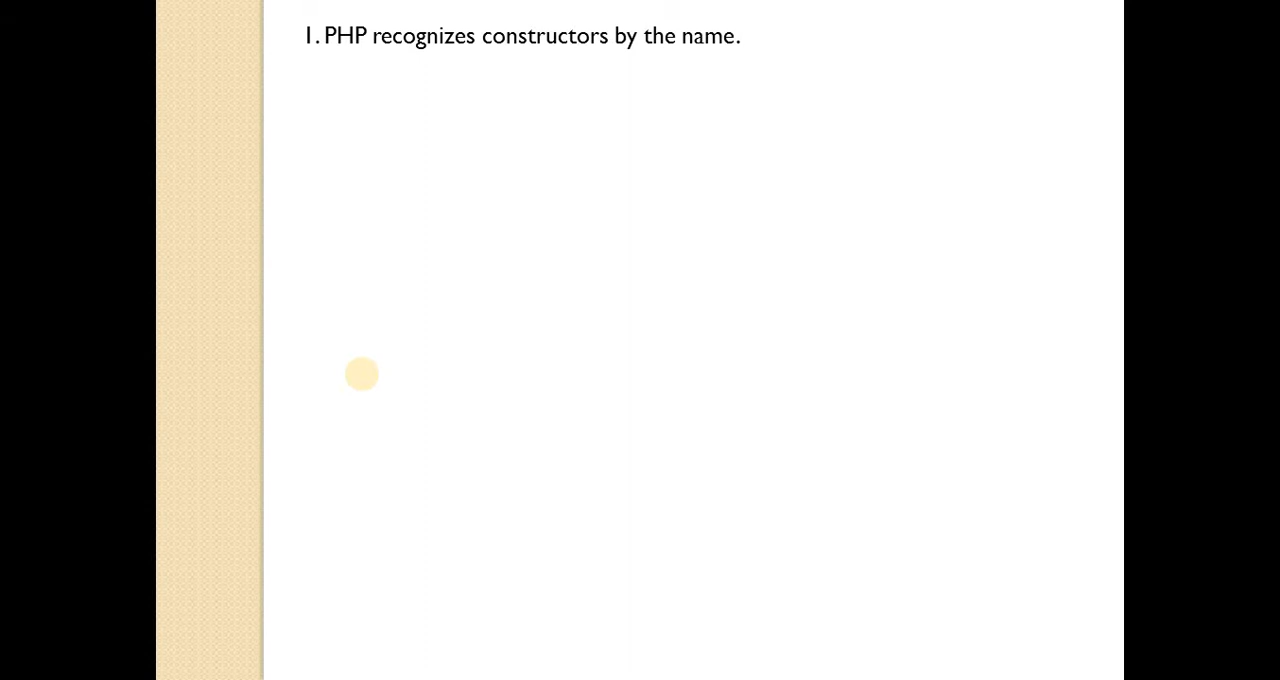 1. PHP recognizes constructors by the name.